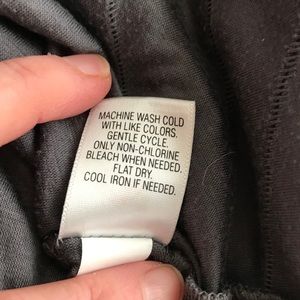 MACHINE WASH COLD
WITH LIKE COLORS.
GENTLE CYCLE.
ONLY NON-CHLORINE
BLEACH WHEN NEEDED.
FLAT DRY.
COOL IRON IF NEEDED.